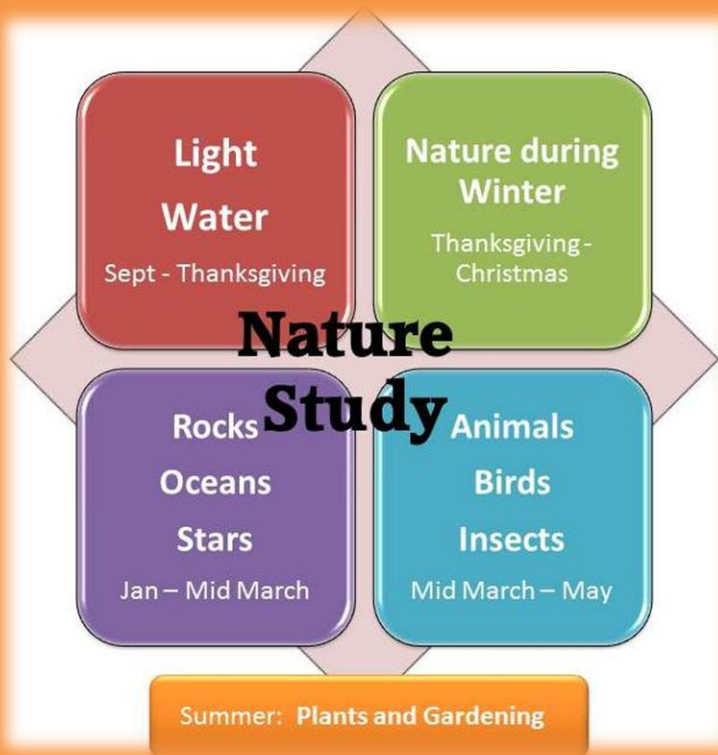 Light
Water
Sept - Thanksgiving
Nature during
Winter
Thanksgiving -
Christmas
Nature
Study
Rocks
Oceans
Stars
Jan – Mid March
Animals
Birds
Insects
Mid March – May
Summer: Plants and Gardening